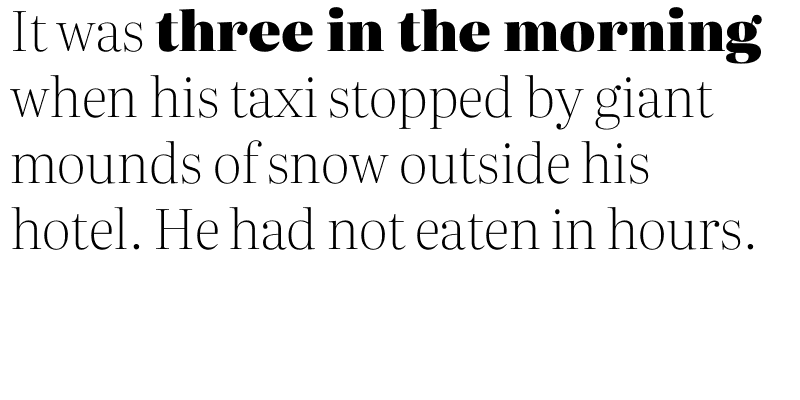 It was three in the morning
when his taxi stopped by giant
mounds of snow outside his
hotel. He had not eaten in hours.